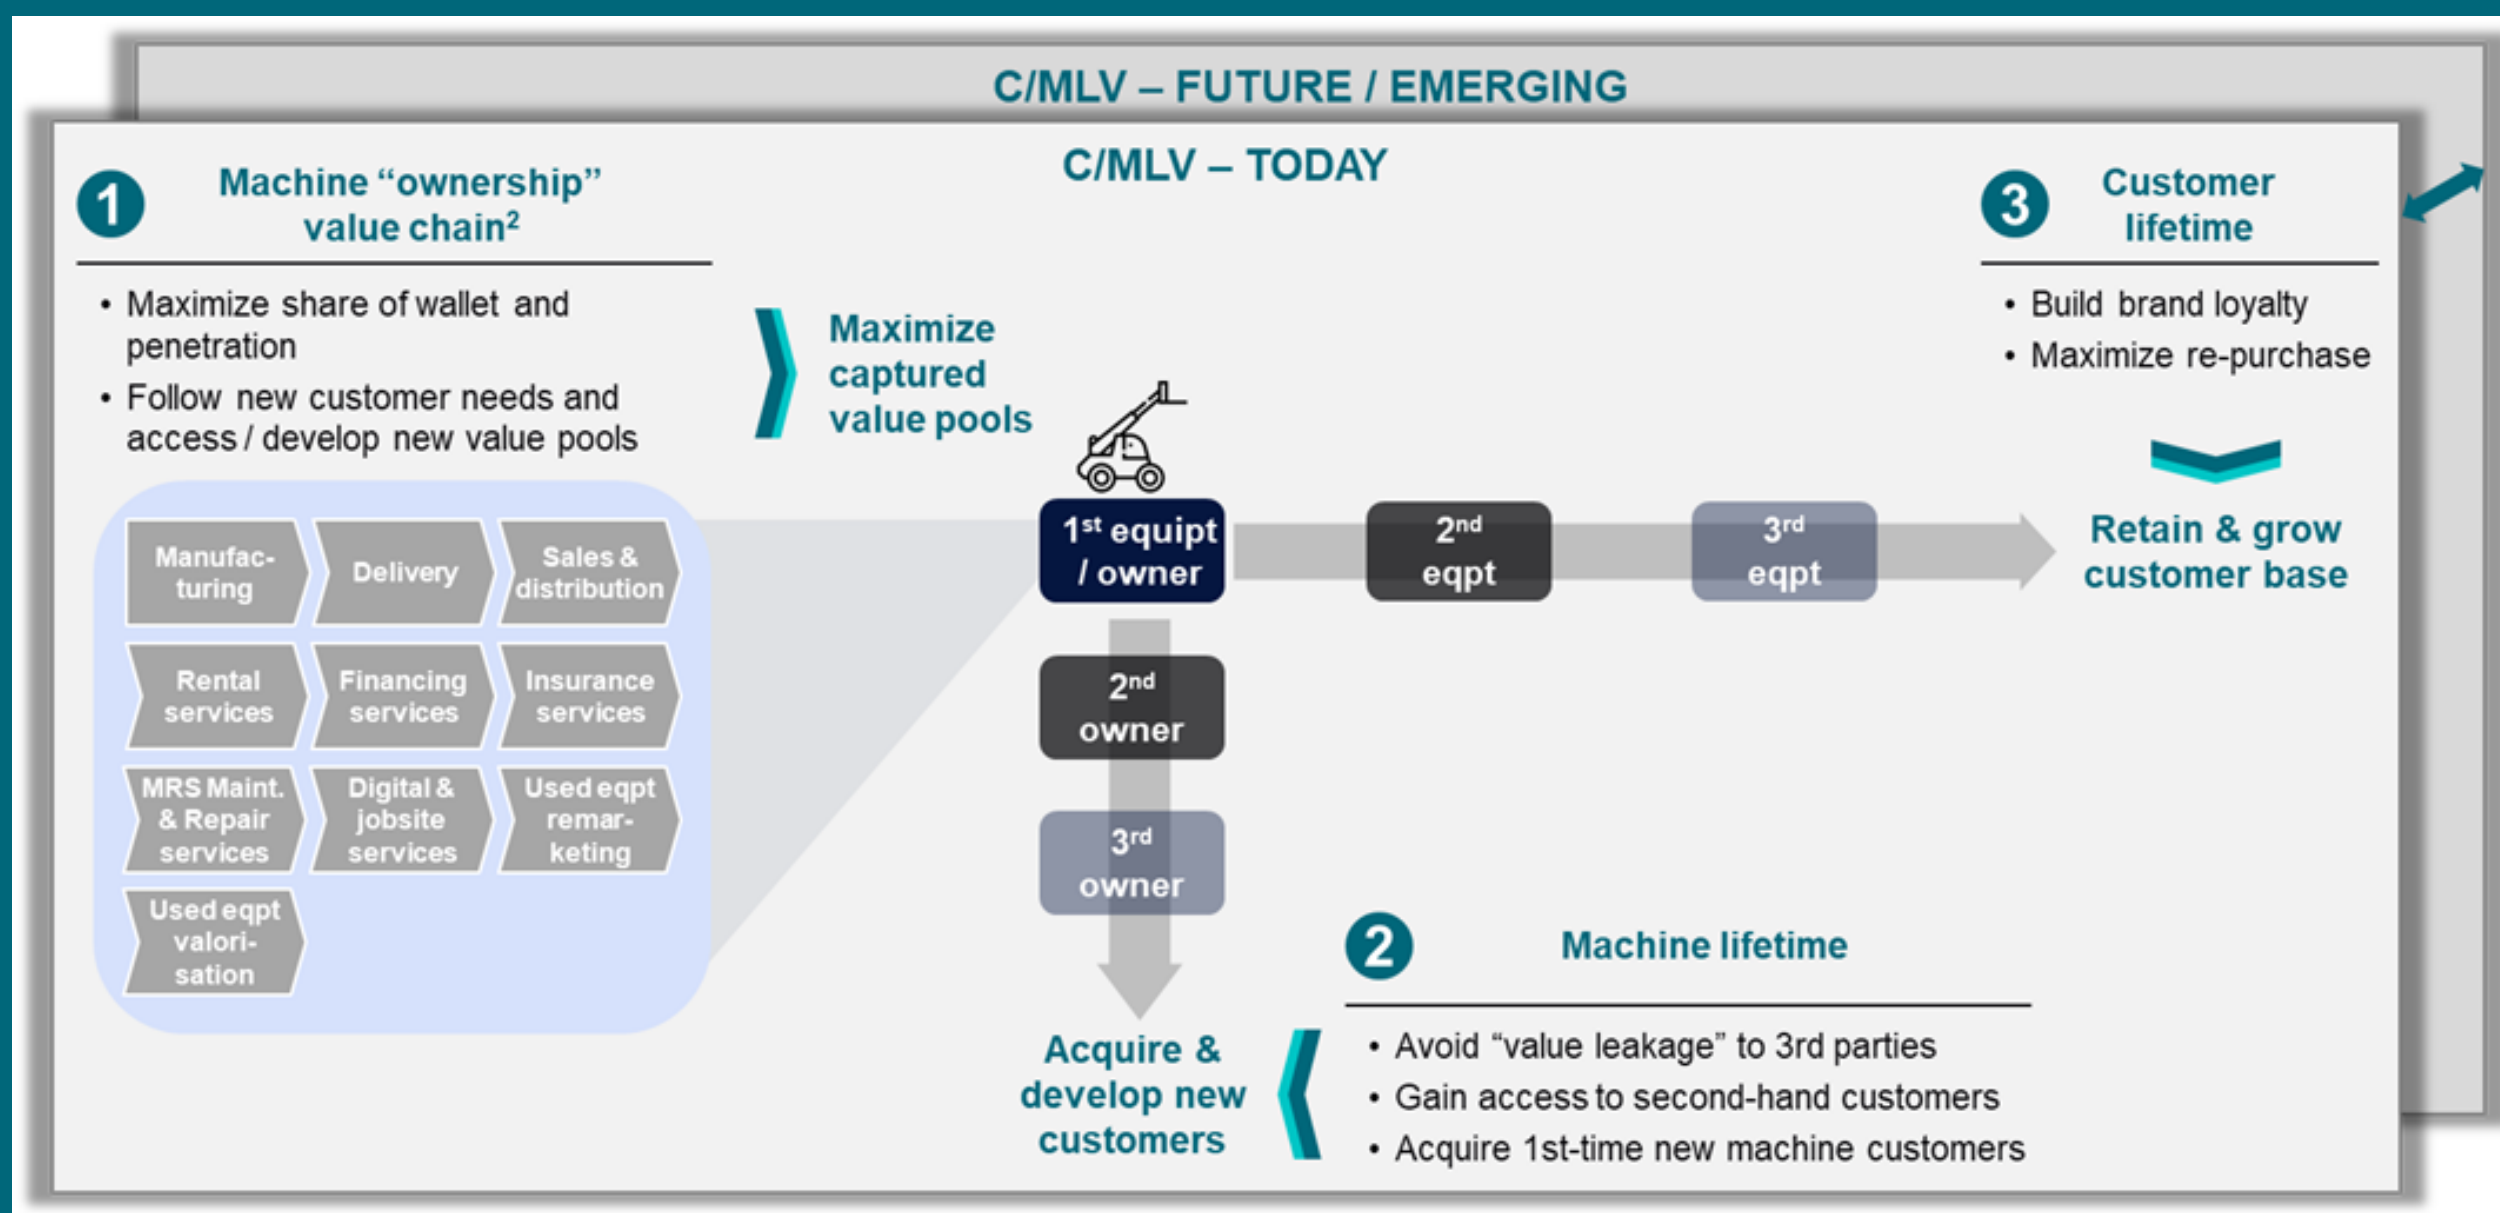 C/MLV – FUTURE / EMERGING
C/MLV – TODAY
1
Machine “ownership”
value chain²
• Maximize share of wallet and
penetration
• Follow new customer needs and
access / develop new value pools
Maximize
captured
value pools
Manufac-
turing
Delivery
Sales &
distribution
Rental
services
Financing
services
Insurance
services
MRS Maint.
& Repair
services
Digital &
jobsite
services
Used eqpt
remar-
keting
Used eqpt
valori-
sation
1st equipt
/ owner
2nd
eqpt
3rd
eqpt
2nd
owner
3rd
owner
Acquire &
develop new
customers
2
Machine lifetime
• Avoid “value leakage” to 3rd parties
• Gain access to second-hand customers
• Acquire 1st-time new machine customers
3
Customer
lifetime
• Build brand loyalty
• Maximize re-purchase
Retain & grow
customer base